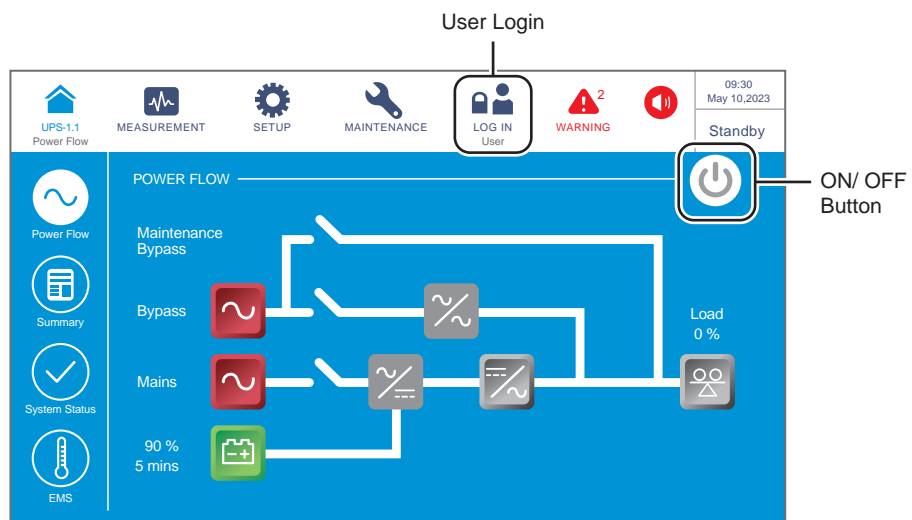 User Login
09:30
May 10,2023
2
UPS-1.1
Power Flow
MEASUREMENT
SETUP
MAINTENANCE
LOG IN
User
WARNING
Standby
POWER FLOW
ON/ OFF
Button
Power Flow
Maintenance
Bypass
Summary
Bypass
Load
0 %
System Status
Mains
90 %
5 mins
EMS